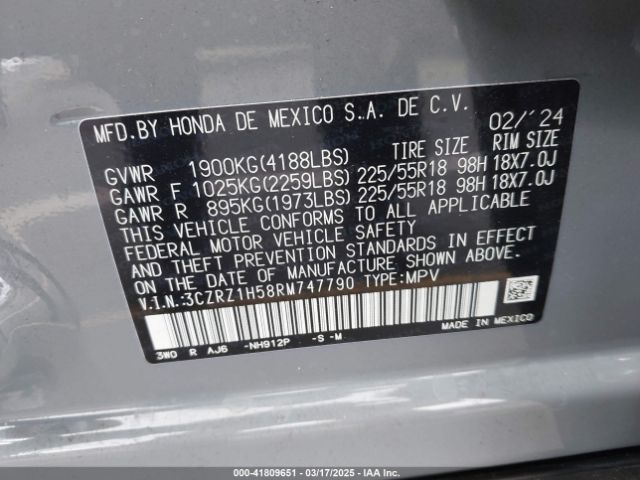 MFD.BY HONDA DE MEXICO S.A. DE C.V. 02/'24
TIRE SIZE RIM SIZE
GVWR 1900KG(4188LBS)
GAWR F 1025KG(2259LBS) 225/55R18 98H 18X7.0J
GAWR R 895KG(1973LBS) 225/55R18 98H 18X7.0J
THIS VEHICLE CONFORMS TO ALL APPLICABLE
FEDERAL MOTOR VEHICLE SAFETY
AND THEFT PREVENTION STANDARDS IN EFFECT
ON THE DATE OF MANUFACTURE SHOWN ABOVE.
V.I.N.:3CZRZ1H58RM747790 TYPE:MPV
3W0 R AJ6 -NH912P -S -M
MADE IN MEXICO
000-41809651 / 03/17/2025 / IAAI.COM